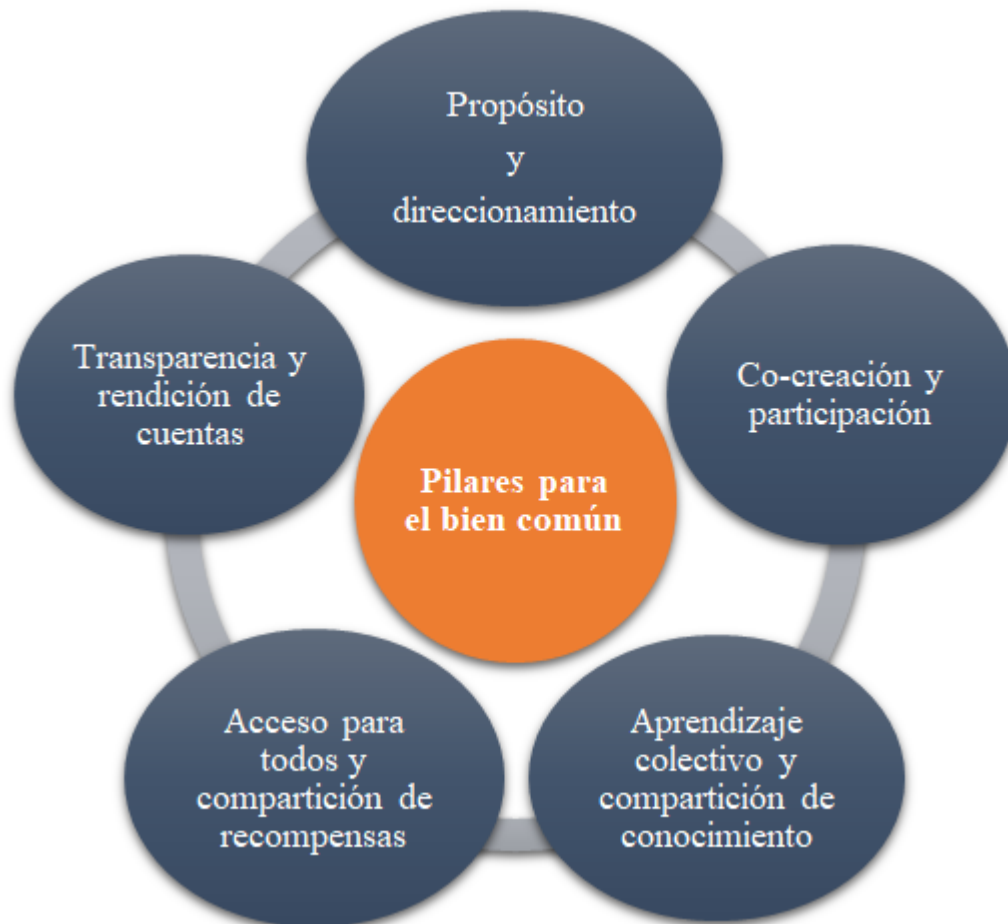 Propósito
y
direccionamiento
Co-creación y
participación
Aprendizaje
colectivo y
compartición de
conocimiento
Acceso para
todos y
compartición de
recompensas
Transparencia y
rendición de
cuentas
Pilares para
el bien común